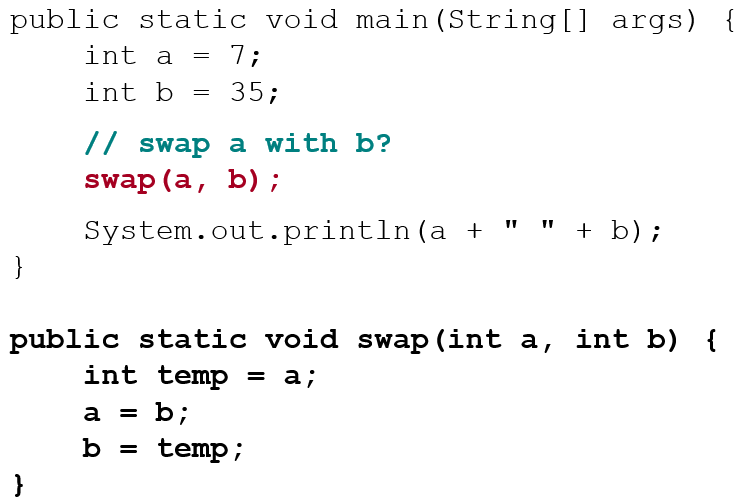 public static void main(String[] args) {
    int a = 7;
    int b = 35;
    // swap a with b?
    swap(a, b);
    System.out.println(a + " " + b);
}
public static void swap(int a, int b) {
    int temp = a;
    a = b;
    b = temp;
}